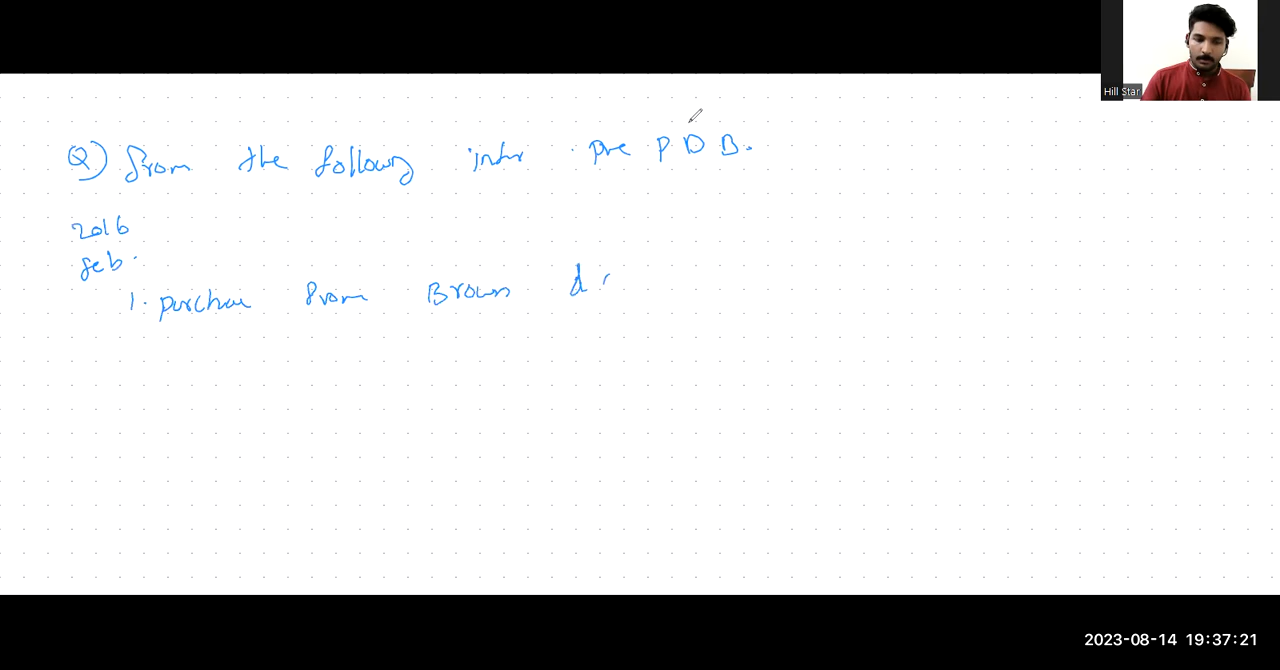 Hill Star
Q) from the following infor. pre P D B.
2016
feb.
1. purchase from Brown
2023-08-14 19:37:21